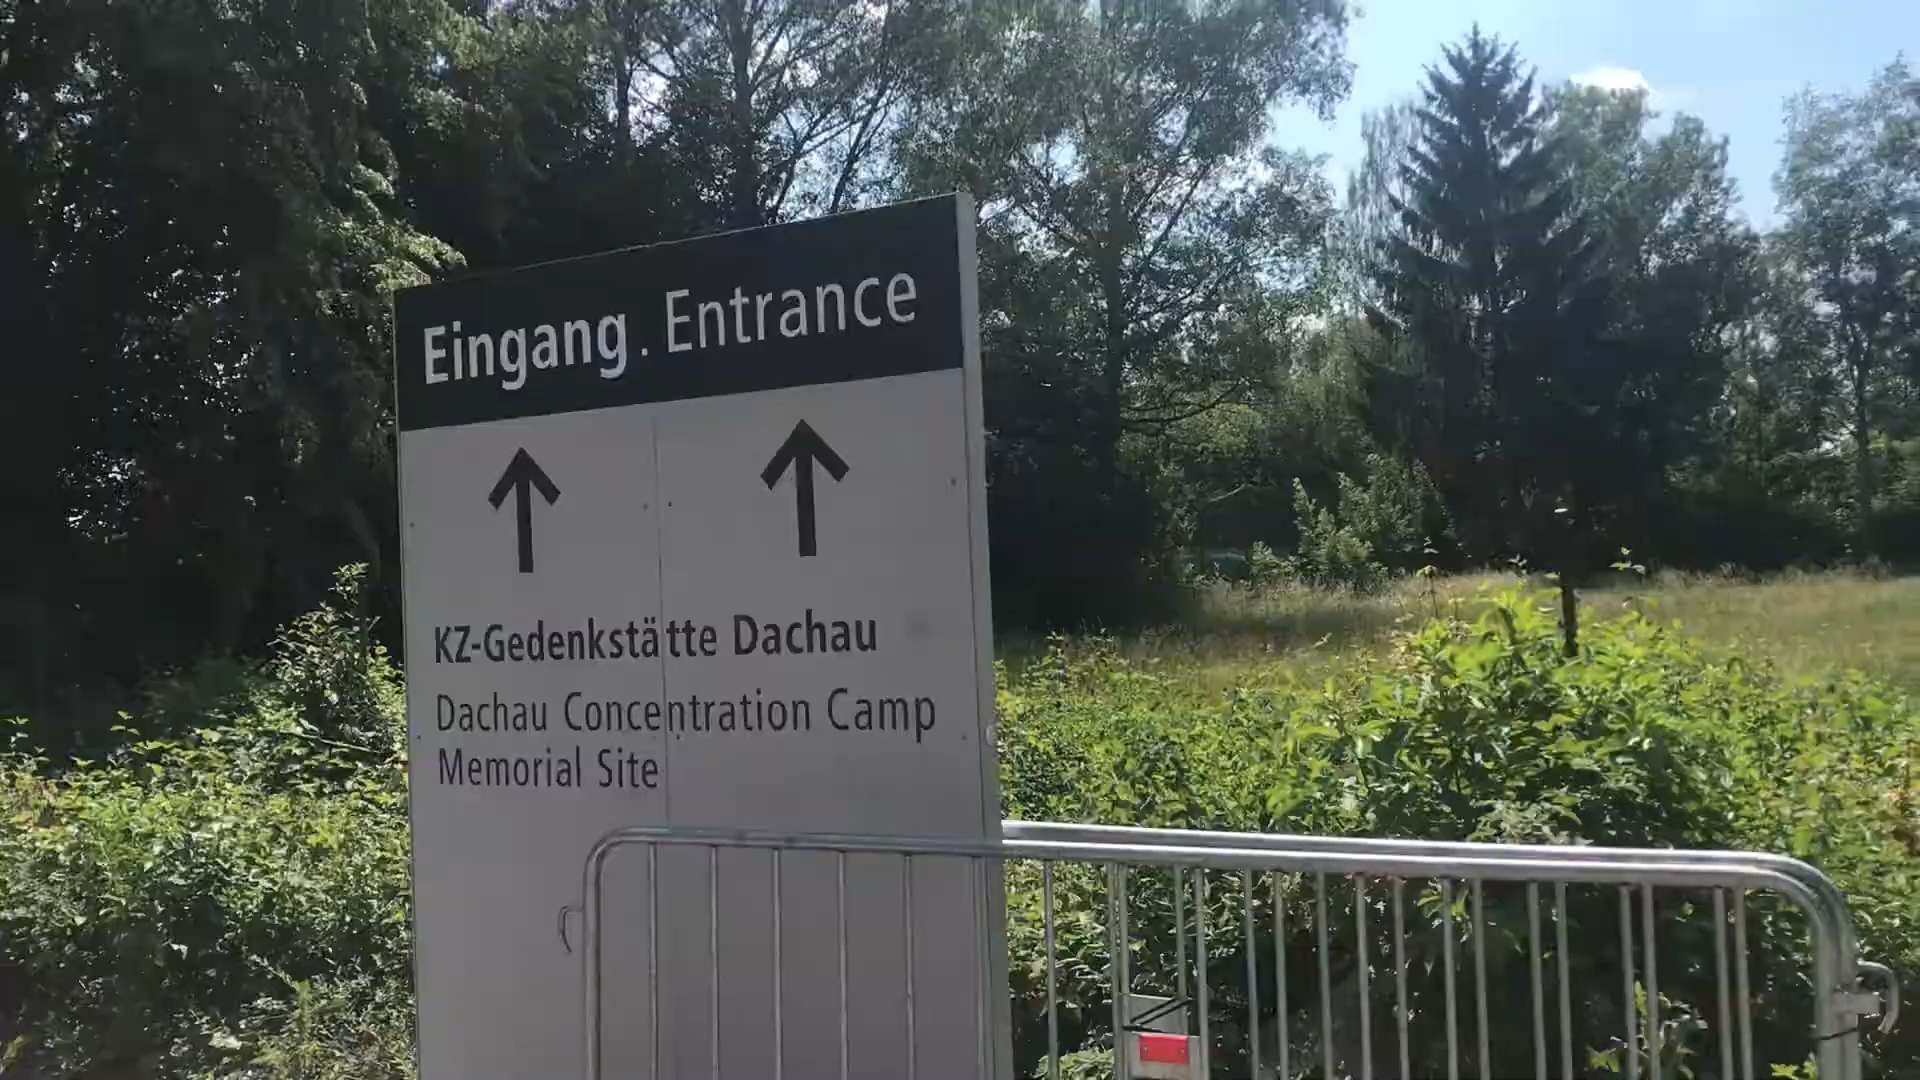 Eingang . Entrance
KZ-Gedenkstätte Dachau
Dachau Concentration Camp
Memorial Site